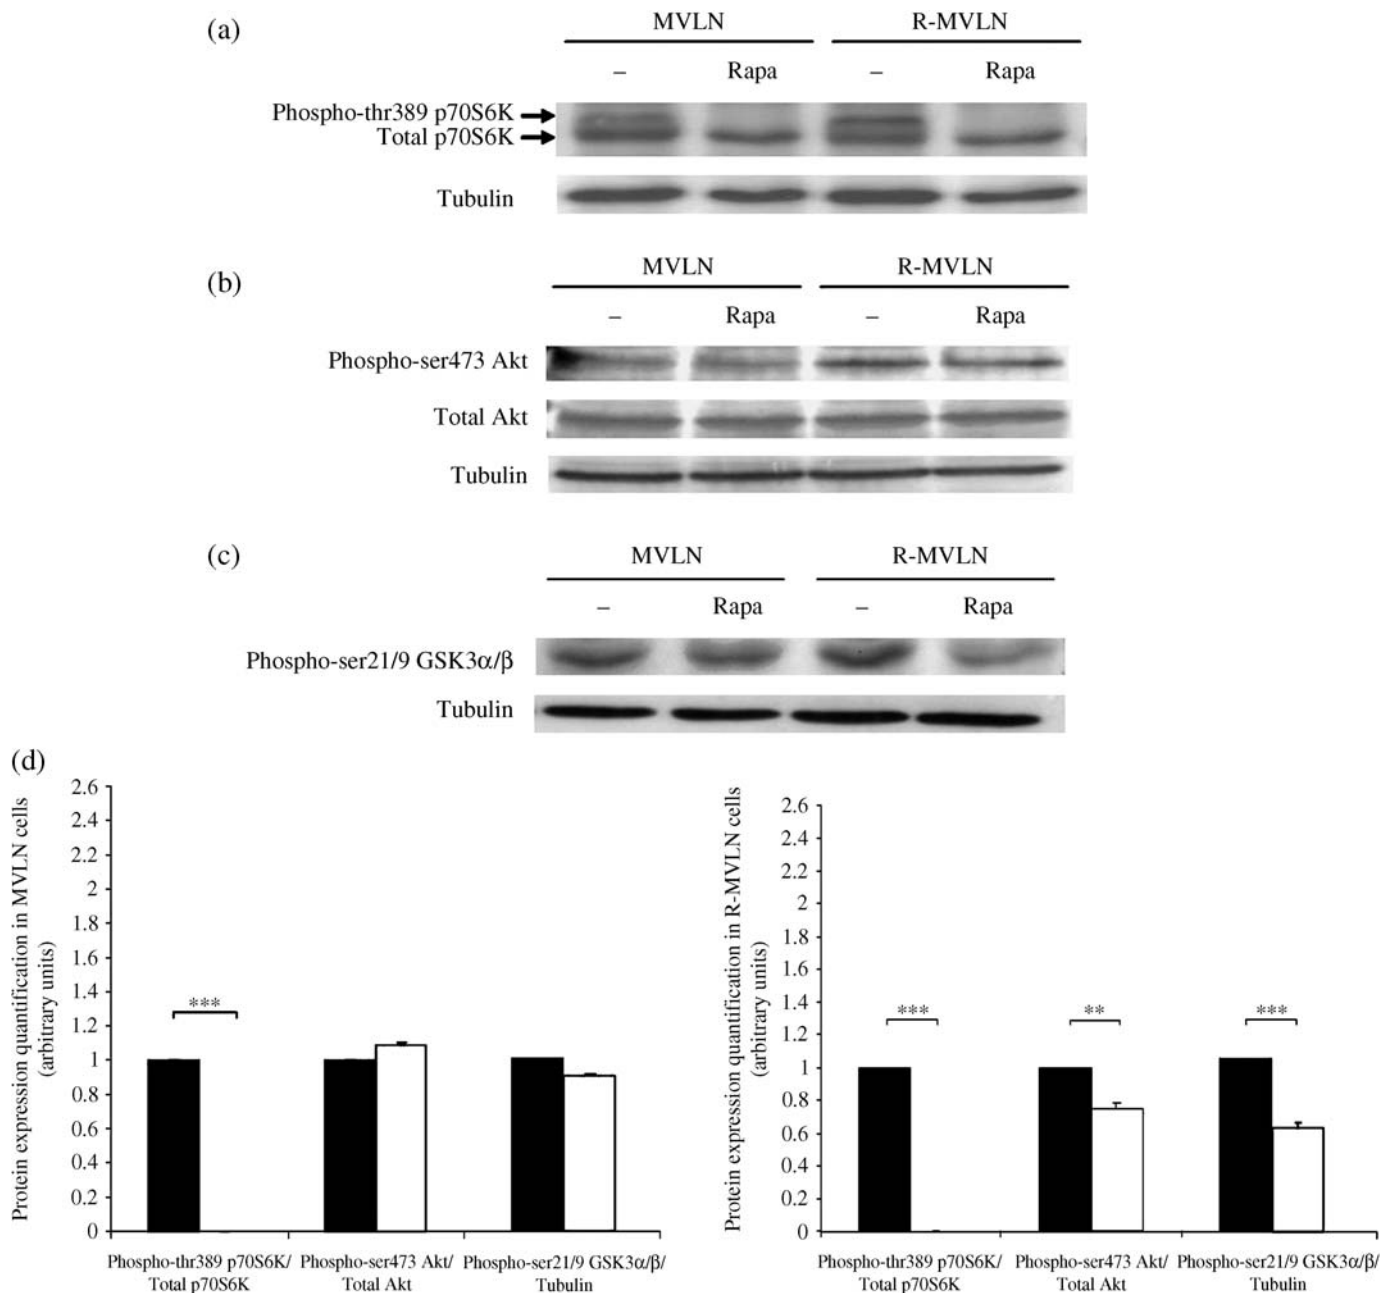 (a)
MVLN R-MVLN
– Rapa – Rapa
Phospho-thr389 p70S6K
Total p70S6K
Tubulin
(b)
MVLN R-MVLN
– Rapa – Rapa
Phospho-ser473 Akt
Total Akt
Tubulin
(c)
MVLN R-MVLN
– Rapa – Rapa
Phospho-ser21/9 GSK3α/β
Tubulin
(d)
Protein expression quantification in MVLN cells
(arbitrary units)
2.6
2.4
2.2
2
1.8
1.6
1.4
1.2
1
0.8
0.6
0.4
0.2
0
***
Phospho-thr389 p70S6K/
Total p70S6K
Phospho-ser473 Akt/
Total Akt
Phospho-ser21/9 GSK3α/β/
Tubulin
Protein expression quantification in R-MVLN cells
(arbitrary units)
2.6
2.4
2.2
2
1.8
1.6
1.4
1.2
1
0.8
0.6
0.4
0.2
0
*** ** ***
Phospho-thr389 p70S6K/
Total p70S6K
Phospho-ser473 Akt/
Total Akt
Phospho-ser21/9 GSK3α/β/
Tubulin